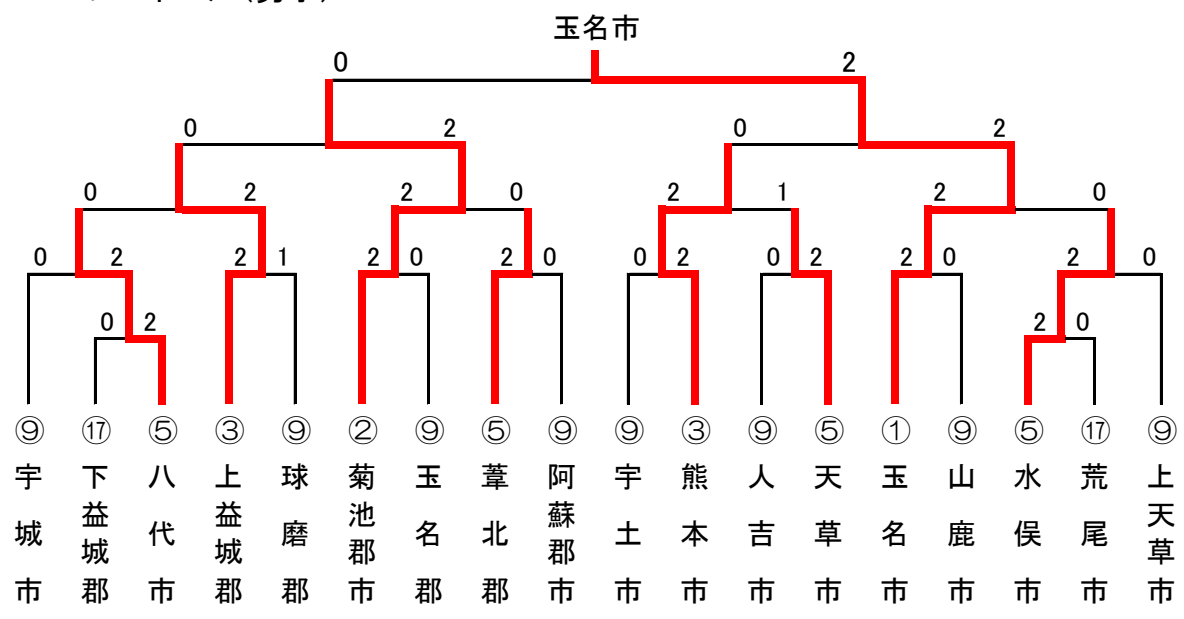 玉名市
0 2
0 2 0 2
0 2 2 0 2 1 2 0
0 2 2 1 2 0 2 0 0 2 0 2 2 0 2 0
0 2 2 0
⑨ ⑰ ⑤ ③ ⑨ ② ⑨ ⑤ ⑨ ⑨ ③ ⑨ ⑤ ① ⑨ ⑤ ⑰ ⑨
宇城市
下益城郡
八代市
上益城郡
球磨郡
菊池郡市
玉名郡
葦北郡
阿蘇郡市
宇土市
熊本市
人吉市
天草市
玉名市
山鹿市
水俣市
荒尾市
上天草市